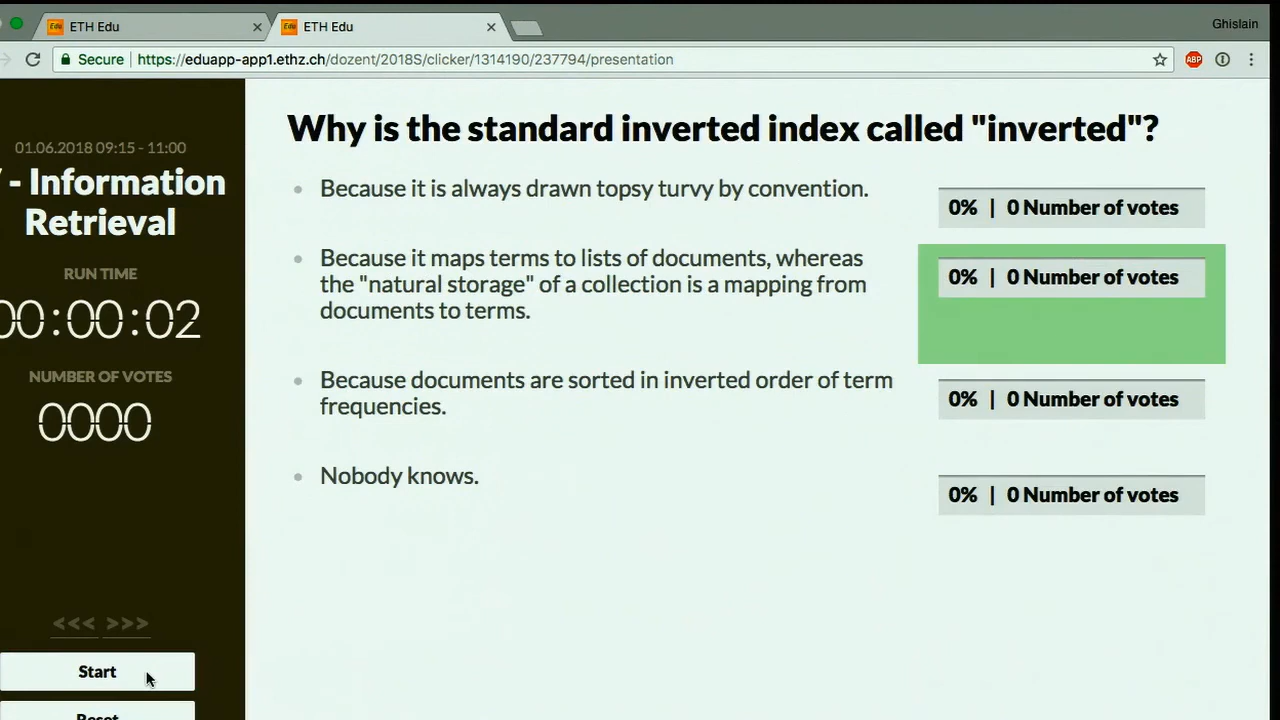 ETH Edu
ETH Edu
Ghislain
Secure
https://eduapp-app1.ethz.ch/dozent/2018S/clicker/1314190/237794/presentation
ABP
01.06.2018 09:15 - 11:00
- Information
Retrieval
RUN TIME
00:00:02
NUMBER OF VOTES
0000
<<< >>>
Start
Reset
Why is the standard inverted index called "inverted"?
Because it is always drawn topsy turvy by convention.
0% | 0 Number of votes
Because it maps terms to lists of documents, whereas
the "natural storage" of a collection is a mapping from
documents to terms.
0% | 0 Number of votes
Because documents are sorted in inverted order of term
frequencies.
0% | 0 Number of votes
Nobody knows.
0% | 0 Number of votes